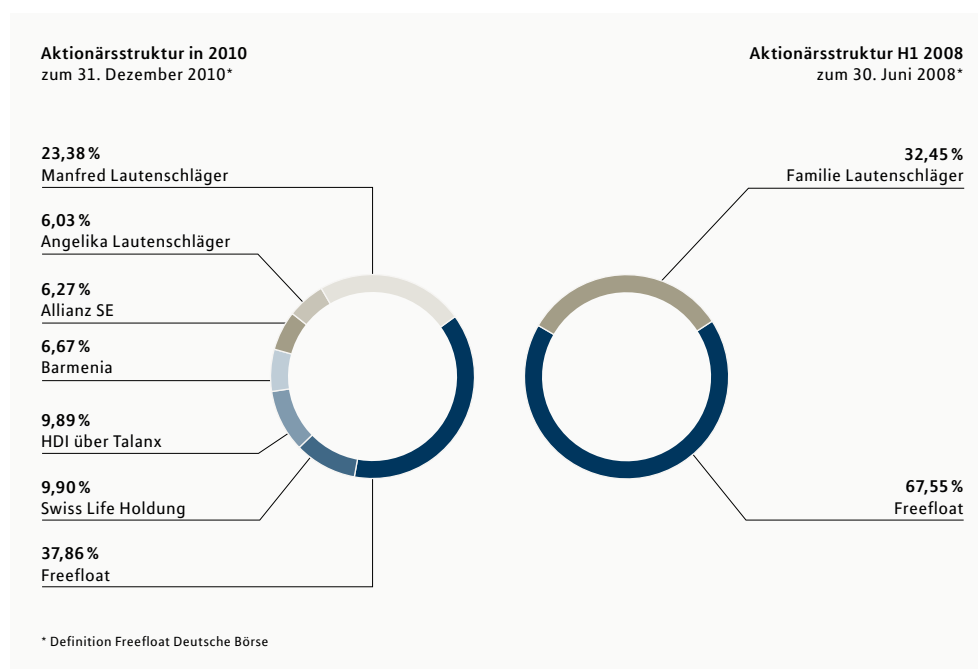 Aktionärsstruktur in 2010
zum 31. Dezember 2010*
23,38 %
Manfred Lautenschläger
6,03 %
Angelika Lautenschläger
6,27 %
Allianz SE
6,67 %
Barmenia
9,89 %
HDI über Talanx
9,90 %
Swiss Life Holdung
37,86 %
Freefloat
Aktionärsstruktur H1 2008
zum 30. Juni 2008*
32,45 %
Familie Lautenschläger
67,55 %
Freefloat
* Definition Freefloat Deutsche Börse